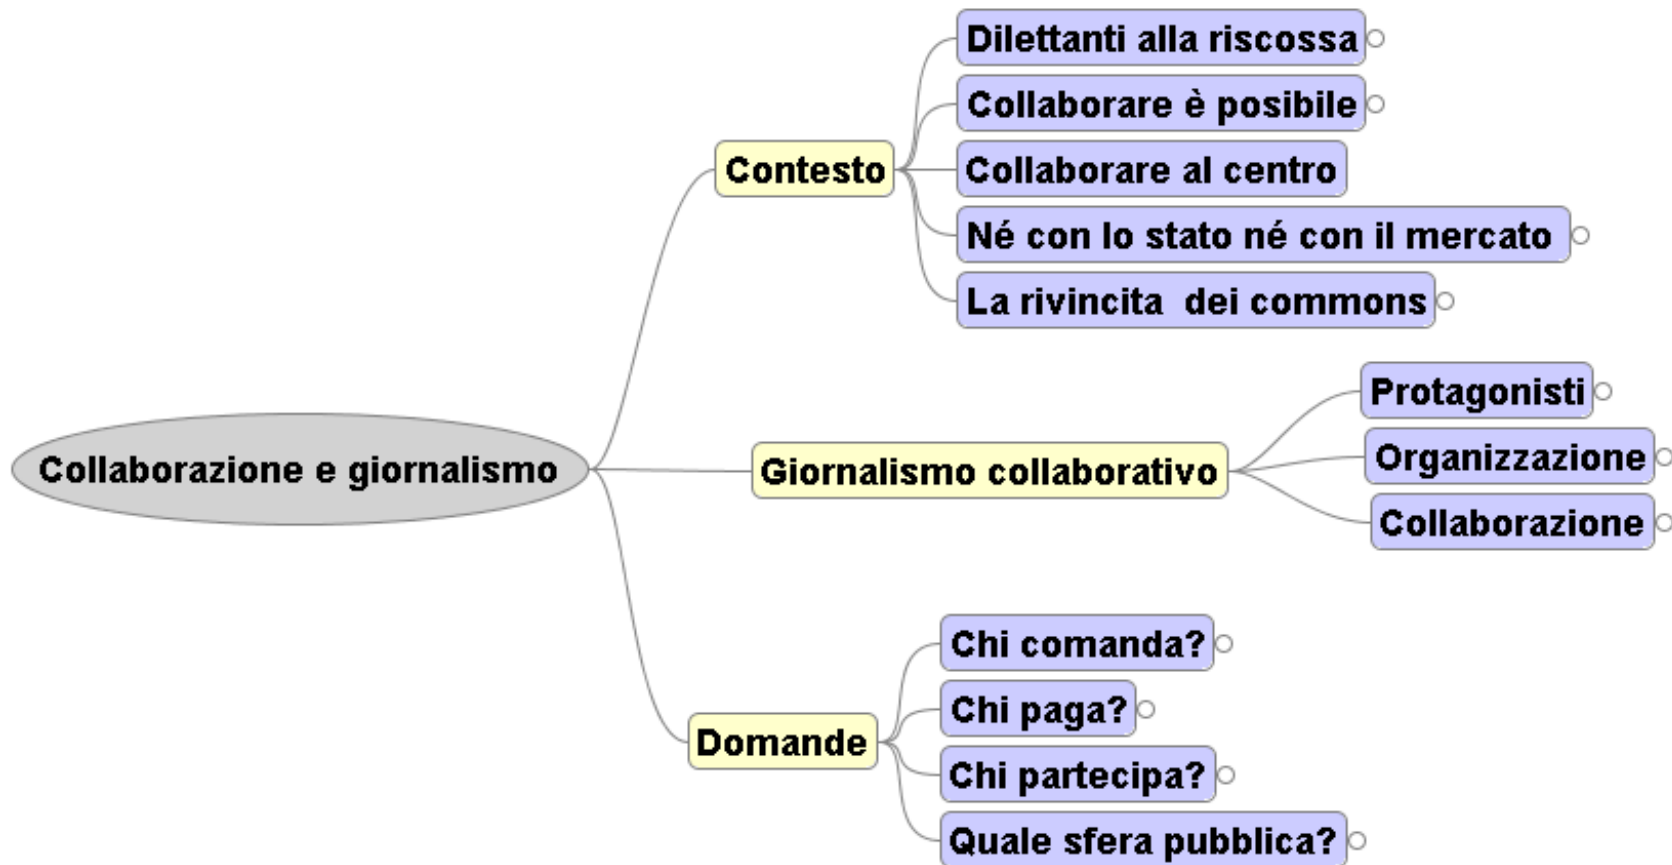 Collaborazione e giornalismo
Contesto
Dilettanti alla riscossa
Collaborare è posibile
Collaborare al centro
Né con lo stato né con il mercato
La rivincita  dei commons
Giornalismo collaborativo
Protagonisti
Organizzazione
Collaborazione
Domande
Chi comanda?
Chi paga?
Chi partecipa?
Quale sfera pubblica?